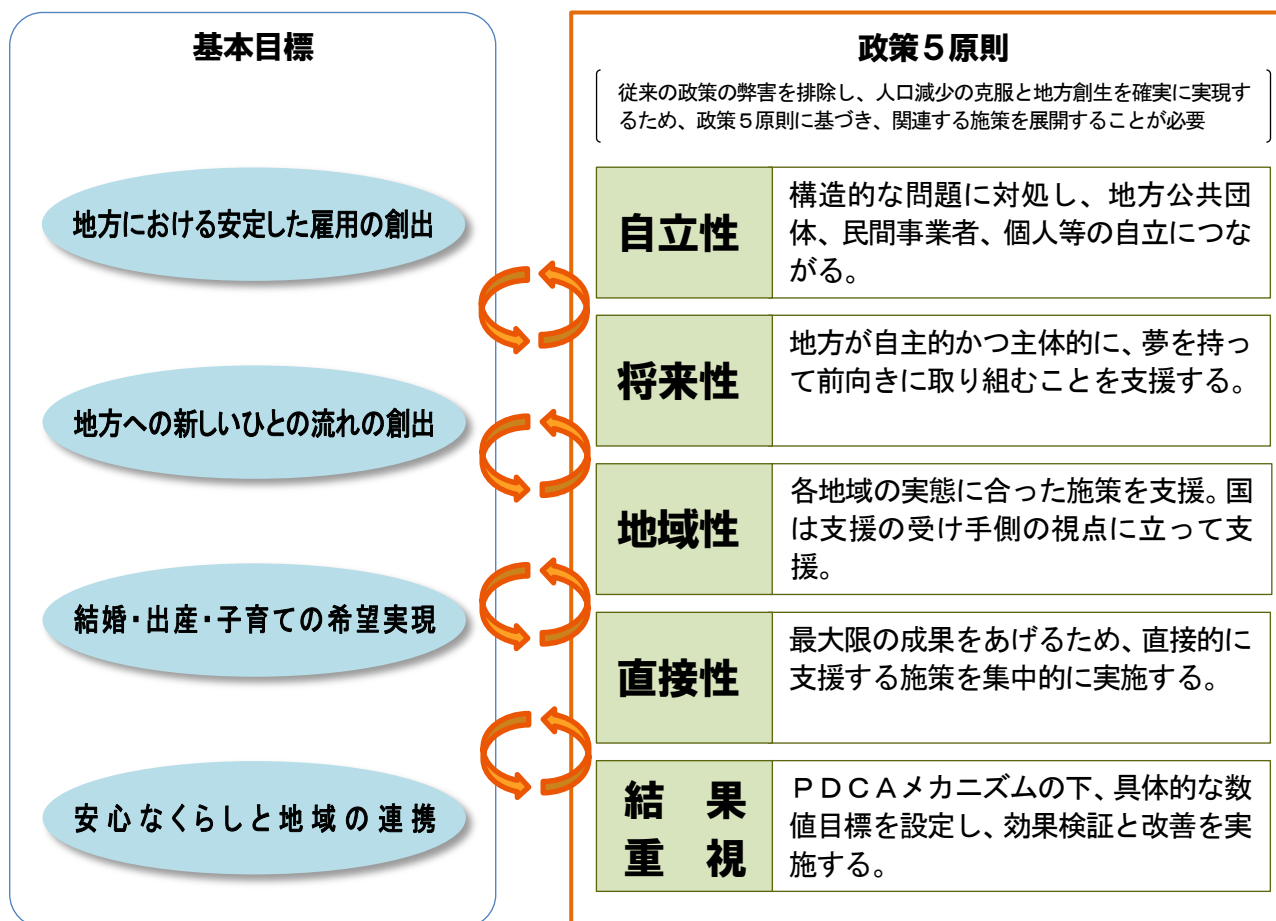 基本目標
地方における安定した雇用の創出
地方への新しいひとの流れの創出
結婚・出産・子育ての希望実現
安心なくらしと地域の連携
政策５原則
従来の政策の弊害を排除し、人口減少の克服と地方創生を確実に実現す
るため、政策５原則に基づき、関連する施策を展開することが必要
自立性
構造的な問題に対処し、地方公共団
体、民間事業者、個人等の自立につな
がる。
将来性
地方が自主的かつ主体的に、夢を持っ
て前向きに取り組むことを支援する。
地域性
各地域の実態に合った施策を支援。国
は支援の受け手側の視点に立って支
援。
直接性
最大限の成果をあげるため、直接的に
支援する施策を集中的に実施する。
結　果
重　視
ＰＤＣＡメカニズムの下、具体的な数
値目標を設定し、効果検証と改善を実
施する。